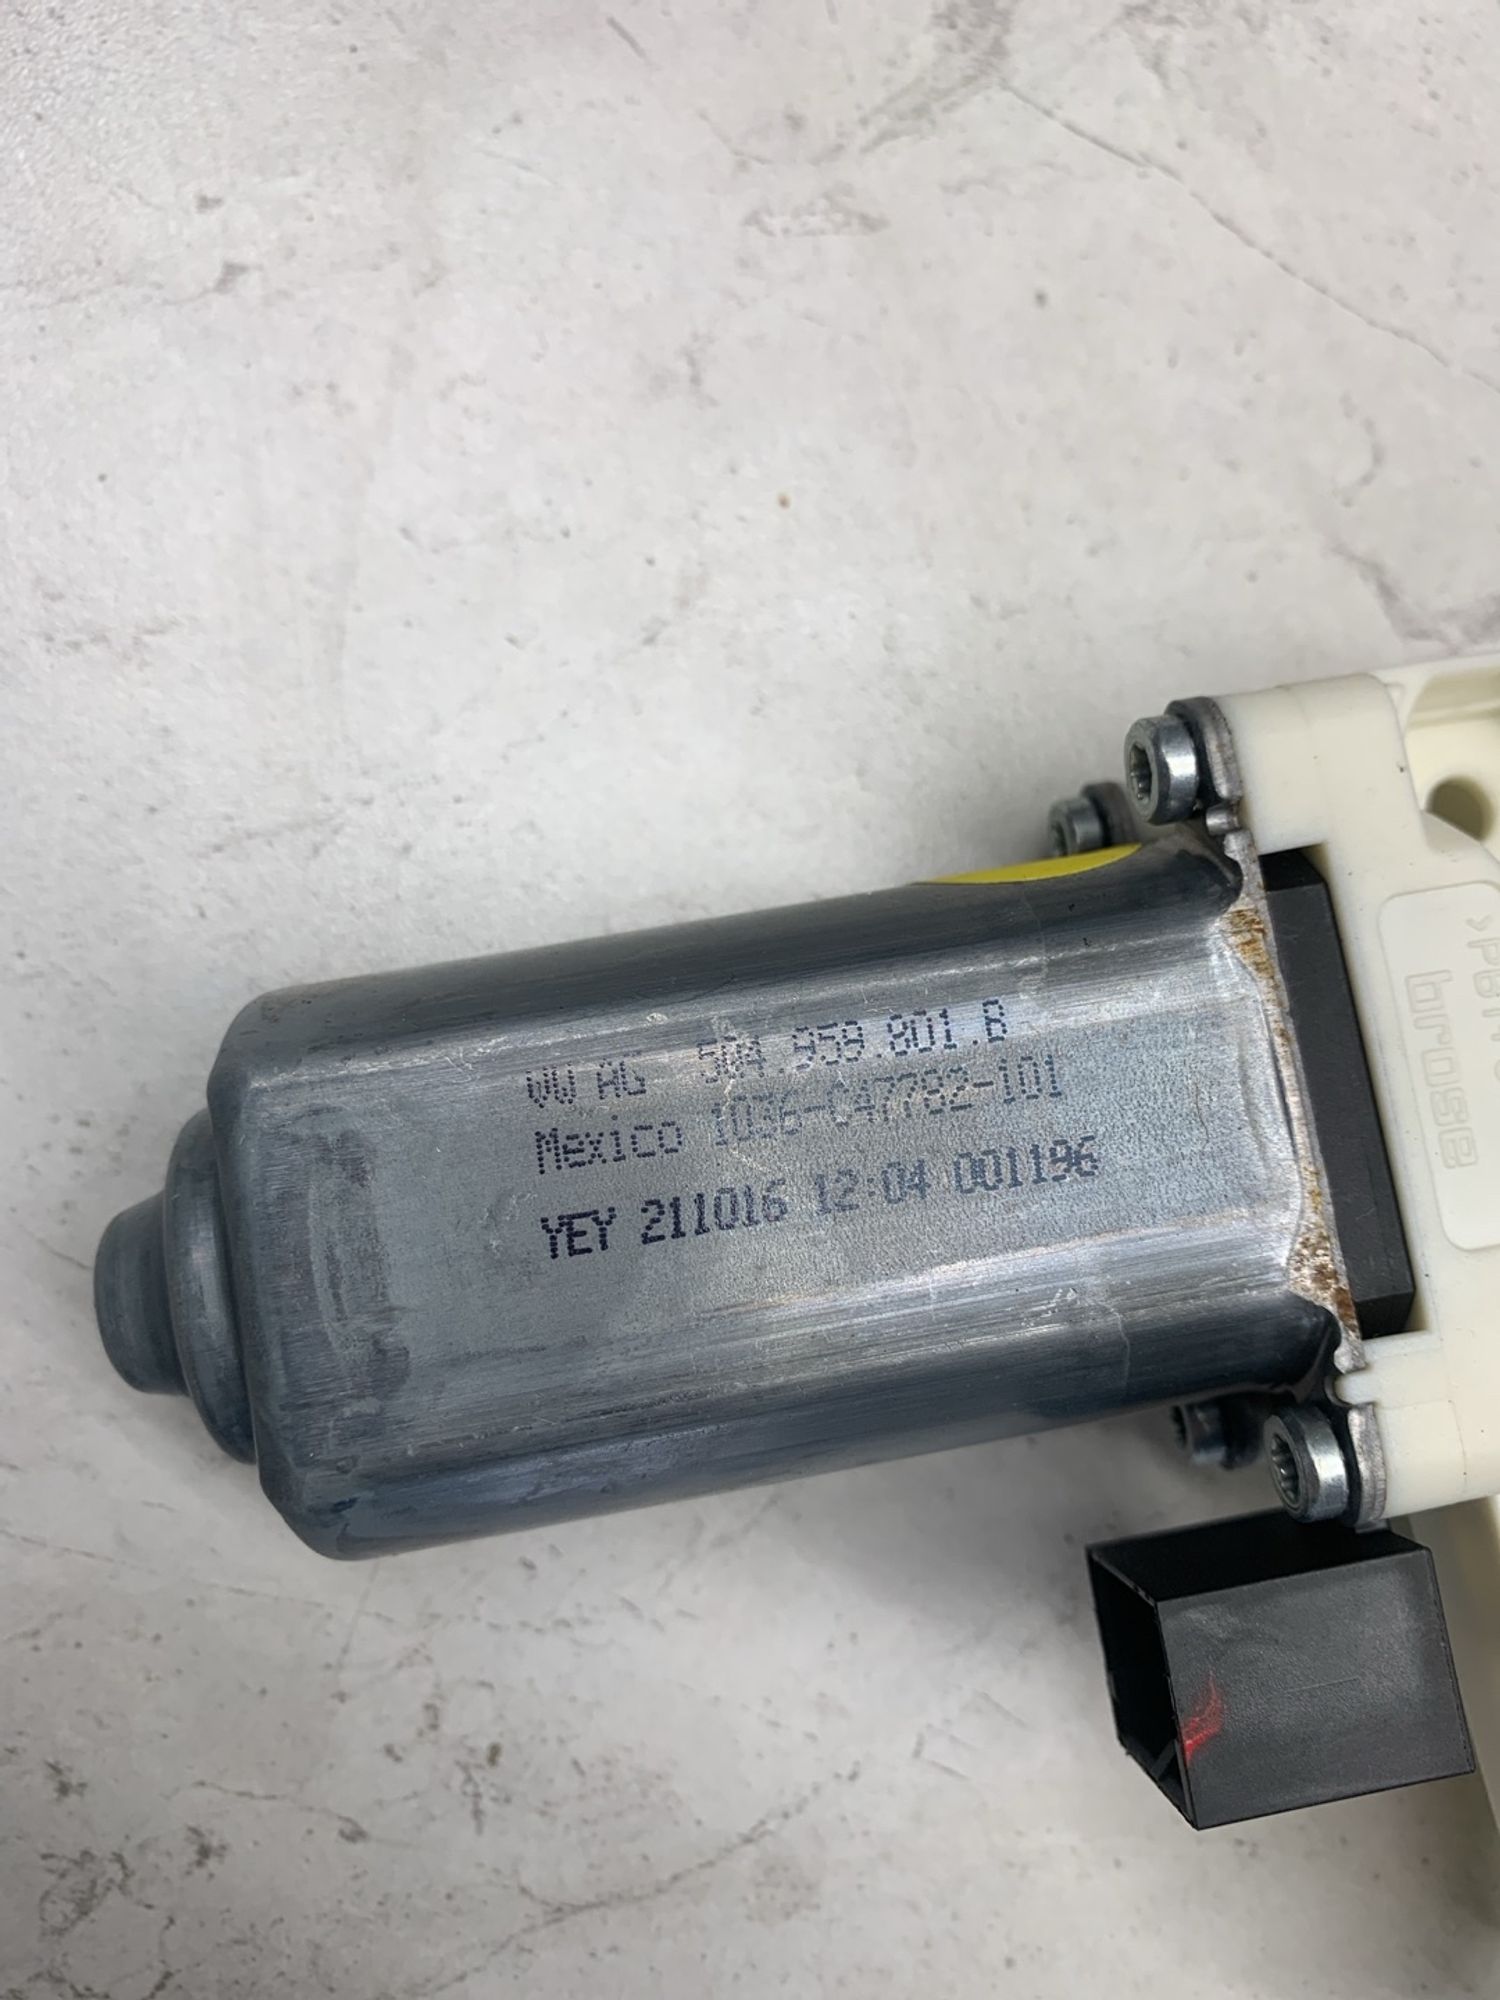 VW AG 5Q4.959.801.B
Mexico 1036-C47782-101
YEY 211016 12:04 001196
brose